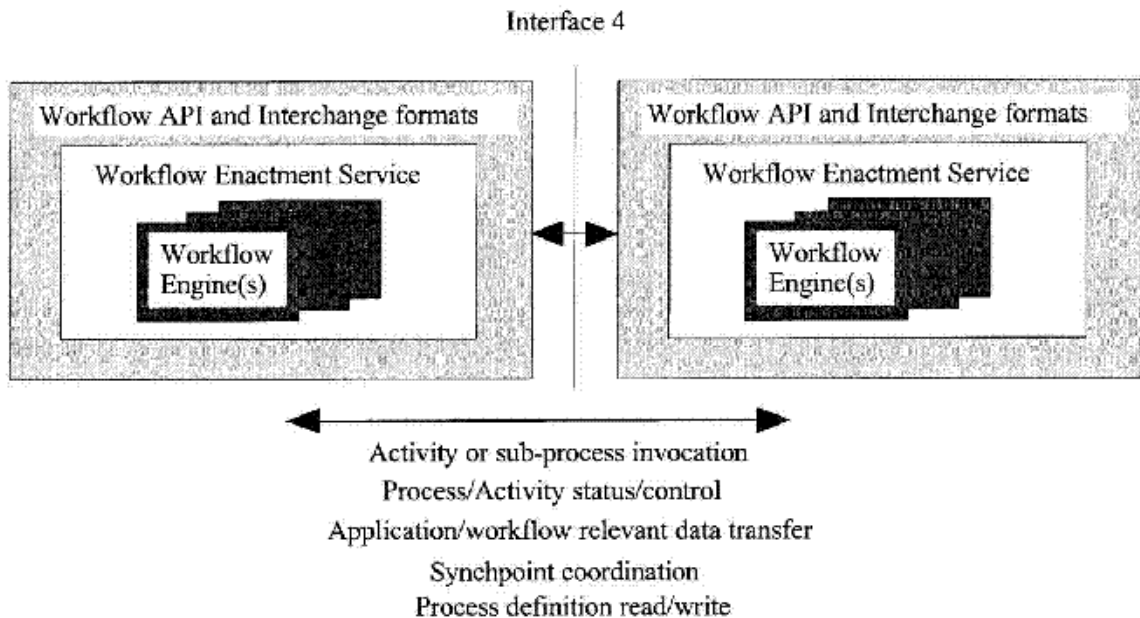 Interface 4
Workflow API and Interchange formats
Workflow Enactment Service
Workflow
Engine(s)
Workflow API and Interchange formats
Workflow Enactment Service
Workflow
Engine(s)
Activity or sub-process invocation
Process/Activity status/control
Application/workflow relevant data transfer
Synchpoint coordination
Process definition read/write